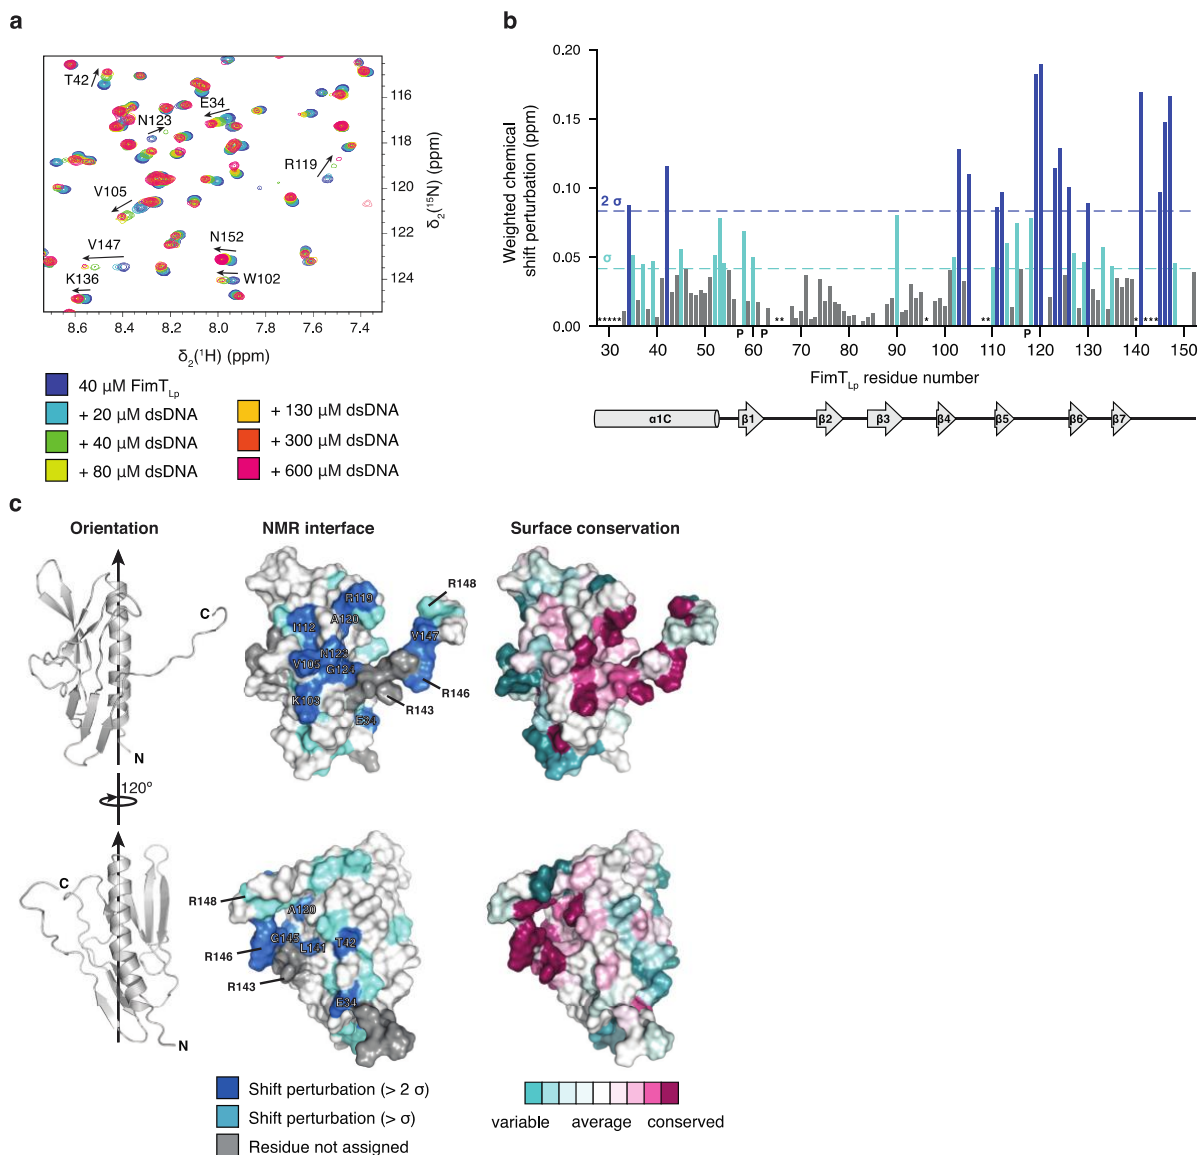 a
T42
E34
N123
R119
V105
V147
N152
K136
W102
116
118
120
122
124
δ2(15N) (ppm)
8.6 8.4 8.2 8.0 7.8 7.6 7.4
δ2(1H) (ppm)
40 µM FimTLp
+ 20 µM dsDNA
+ 40 µM dsDNA
+ 80 µM dsDNA
+ 130 µM dsDNA
+ 300 µM dsDNA
+ 600 µM dsDNA
b
Weighted chemical
shift perturbation (ppm)
0.20
0.15
0.10
0.05
0.00
2 σ
σ
***** ** * ** * ***
P P P
30 40 50 60 70 80 90 100 110 120 130 140 150
FimTLp residue number
α1C β1 β2 β3 β4 β5 β6 β7
c
Orientation NMR interface Surface conservation
C
N
120º
R119
A120
I112
N123
V105
G124
K103
E34
R148
V147
R146
R143
C
N
R148
A120
G145
L141
T42
R146
R143
E34
Shift perturbation (> 2 σ)
Shift perturbation (> σ)
Residue not assigned
variable average conserved